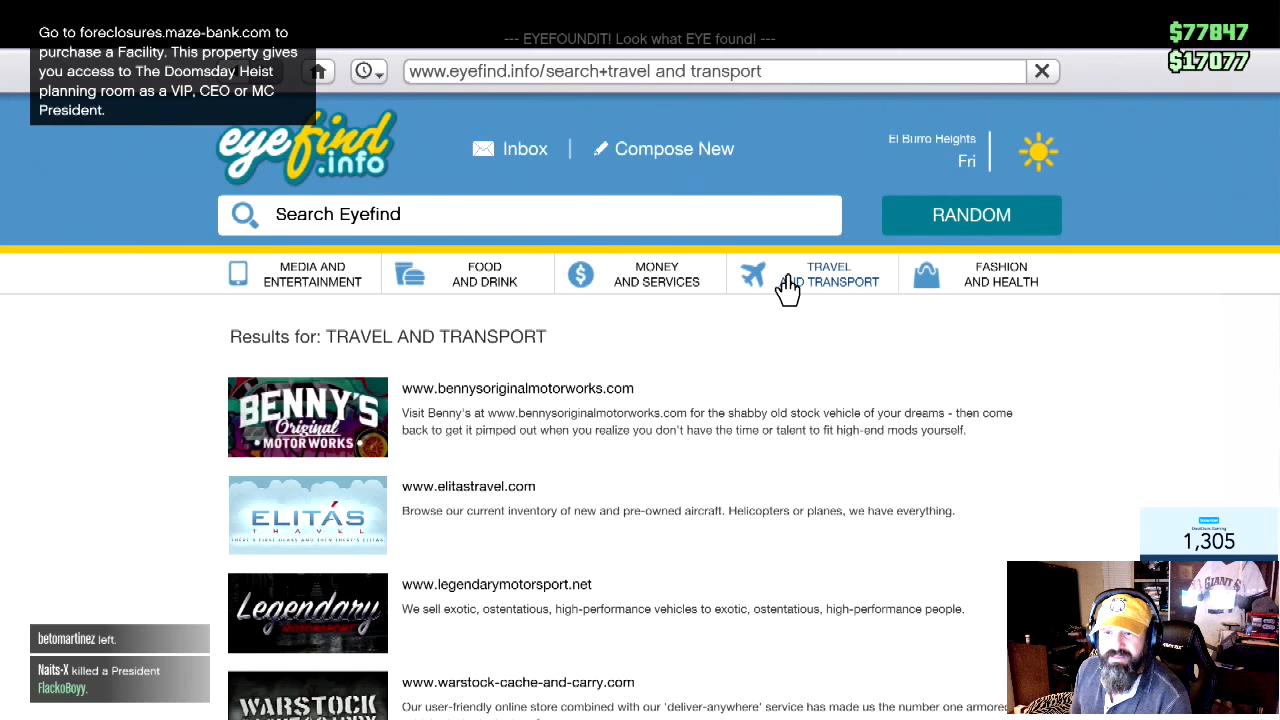 Go to foreclosures.maze-bank.com to
purchase a Facility. This property gives
you access to The Doomsday Heist
planning room as a VIP, CEO or MC
President.
--- EYEFOUNDIT! Look what EYE found! ---
$77847
$17077
www.eyefind.info/search+travel and transport
eyefind
.info
Inbox
Compose New
El Burro Heights
Fri
Search Eyefind
RANDOM
MEDIA AND
ENTERTAINMENT
FOOD
AND DRINK
MONEY
AND SERVICES
TRAVEL
AND TRANSPORT
FASHION
AND HEALTH
Results for: TRAVEL AND TRANSPORT
BENNY'S
Original
MOTOR WORKS
www.bennysoriginalmotorworks.com
Visit Benny's at www.bennysoriginalmotorworks.com for the shabby old stock vehicle of your dreams - then come
back to get it pimped out when you realize you don't have the time or talent to fit high-end mods yourself.
ELITÁS
TRAVEL
THERE'S FIRST CLASS AND THEN THERE'S ELITAS
www.elitastravel.com
Browse our current inventory of new and pre-owned aircraft. Helicopters or planes, we have everything.
Legendary
MOTORSPORT
www.legendarymotorsport.net
We sell exotic, ostentatious, high-performance vehicles to exotic, ostentatious, high-performance people.
WARSTOCK
www.warstock-cache-and-carry.com
Our user-friendly online store combined with our 'deliver-anywhere' service has made us the number one armored
betomartinez left.
Naits-X killed a President
FlackoBoyy.
1,305
GIANTS